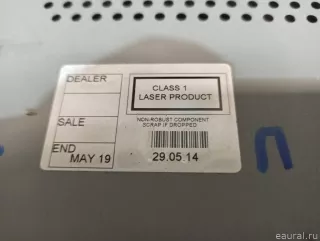 DEALER
CLASS 1
LASER PRODUCT
SALE
NON-ROBUST COMPONENT
SCRAP IF DROPPED
END
MAY 19
29.05.14
eaural.ru